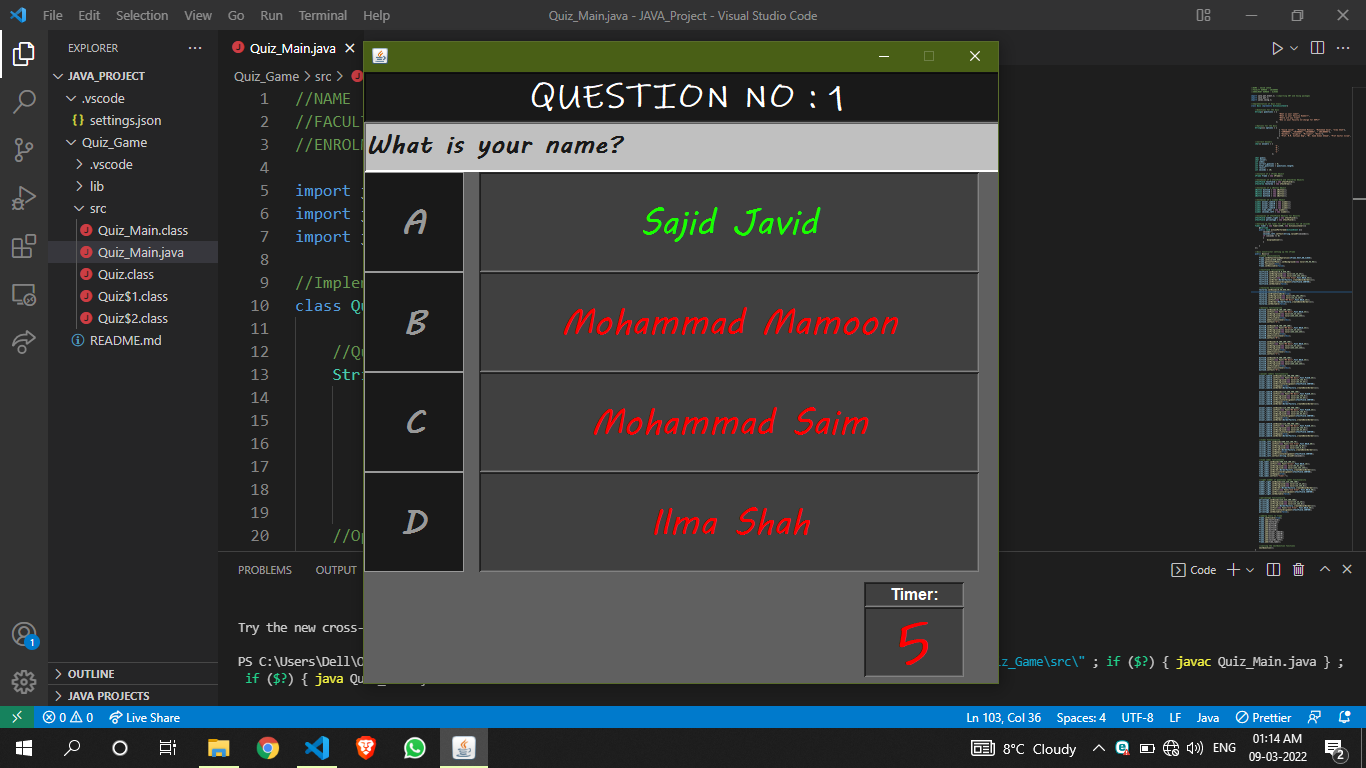 File Edit Selection View Go Run Terminal Help
Quiz_Main.java - JAVA_Project - Visual Studio Code
EXPLORER
JAVA_PROJECT
.vscode
settings.json
Quiz_Game
.vscode
lib
src
Quiz_Main.class
Quiz_Main.java
Quiz.class
Quiz$1.class
Quiz$2.class
README.md
OUTLINE
JAVA PROJECTS
Quiz_Main.java
Quiz_Game > src >
1 //NAME
2 //FACULT
3 //ENROLM
4
5 import j
6 import j
7 import j
8
9 //Implem
10 class Qu
11
12 //Qu
13 Stri
14
15
16
17
18
19
20 //Op
QUESTION NO : 1
What is your name?
A Sajid Javid
B Mohammad Mamoon
C Mohammad Saim
D Ilma Shah
Timer:
5
PROBLEMS OUTPUT
Code
Try the new cross-
PS C:\Users\Dell\O
z_Game\src\" ; if ($?) { javac Quiz_Main.java } ;
if ($?) { java Qu
0 0 Live Share
Ln 103, Col 36 Spaces: 4 UTF-8 LF Java Prettier
1
8°C Cloudy
ENG
01:14 AM
09-03-2022
2